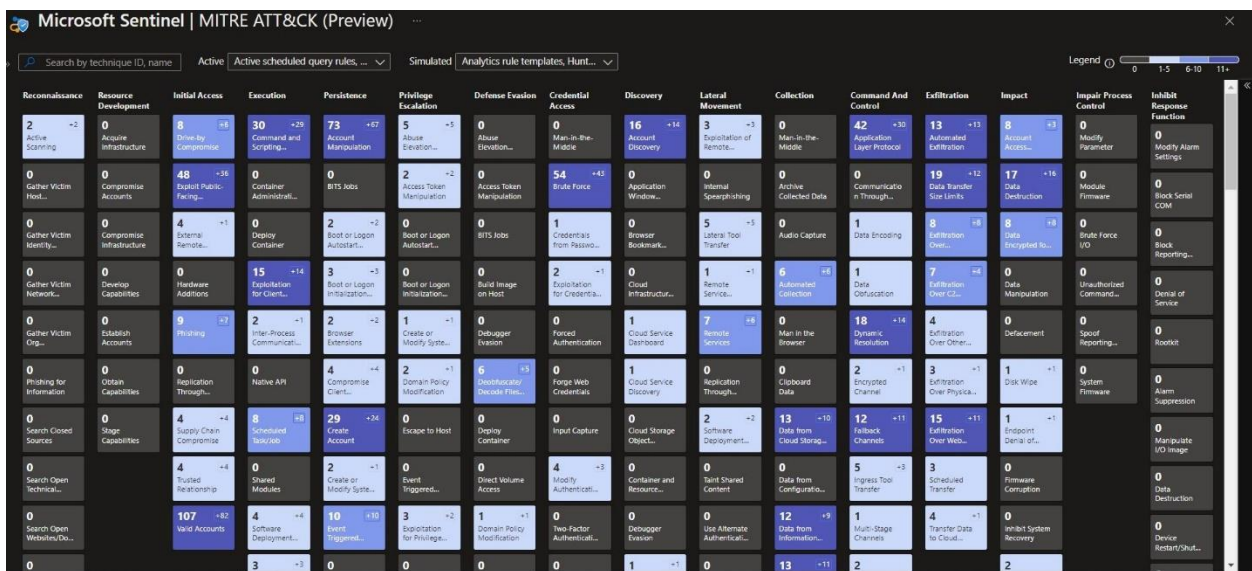 Microsoft Sentinel | MITRE ATT&CK (Preview) ...
Search by technique ID, name
Active
Active scheduled query rules, ...
Simulated
Analytics rule templates, Hunt...
Legend
0 1-5 6-10 11+
Reconnaissance
2 +2
Active
Scanning
0
Gather Victim
Host...
0
Gather Victim
Identity...
0
Gather Victim
Network...
0
Gather Victim
Org...
0
Phishing for
Information
0
Search Closed
Sources
0
Search Open
Technical...
0
Search Open
Websites/Do...
0
Resource
Development
0
Acquire
Infrastructure
0
Compromise
Accounts
0
Compromise
Infrastructure
0
Develop
Capabilities
0
Establish
Accounts
0
Obtain
Capabilities
0
Stage
Capabilities
Initial Access
8 +6
Drive-by
Compromise
48 +36
Exploit Public-
Facing...
4 +1
External
Remote...
0
Hardware
Additions
9 +7
Phishing
0
Replication
Through...
4 +4
Supply Chain
Compromise
4 +4
Trusted
Relationship
107 +82
Valid Accounts
Execution
30 +29
Command and
Scripting...
0
Container
Administrati...
0
Deploy
Container
15 +14
Exploitation
for Client...
2 +1
Inter-Process
Communicati...
0
Native API
8 +8
Scheduled
Task/Job
0
Shared
Modules
4 +4
Software
Deployment...
3 +3
Persistence
73 +67
Account
Manipulation
0
BITS Jobs
2 +2
Boot or Logon
Autostart...
3 +3
Boot or Logon
Initialization...
2 +2
Browser
Extensions
4 +4
Compromise
Client...
29 +24
Create
Account
2 +1
Create or
Modify Syste...
10 +10
Event
Triggered...
0
Privilege
Escalation
5 +5
Abuse
Elevation...
2 +2
Access Token
Manipulation
0
Boot or Logon
Autostart...
0
Boot or Logon
Initialization...
1 +1
Create or
Modify Syste...
2 +1
Domain Policy
Modification
0
Escape to Host
0
Event
Triggered...
3 +2
Exploitation
for Privilege...
0
Defense Evasion
0
Abuse
Elevation...
0
Access Token
Manipulation
0
BITS Jobs
0
Build Image
on Host
0
Debugger
Evasion
6 +5
Deobfuscate/
Decode Files...
0
Deploy
Container
0
Direct Volume
Access
1 +1
Domain Policy
Modification
0
Credential
Access
0
Man-in-the-
Middle
54 +43
Brute Force
1
Credentials
from Passwo...
2 +1
Exploitation
for Credentia...
0
Forced
Authentication
0
Forge Web
Credentials
0
Input Capture
4 +3
Modify
Authenticati...
0
Two-Factor
Authenticati...
0
Discovery
16 +14
Account
Discovery
0
Application
Window...
0
Browser
Bookmark...
0
Cloud
Infrastructur...
1
Cloud Service
Dashboard
1
Cloud Service
Discovery
0
Cloud Storage
Object...
0
Container and
Resource...
0
Debugger
Evasion
1 +1
Lateral
Movement
3 +3
Exploitation of
Remote...
0
Internal
Spearphishing
5 +5
Lateral Tool
Transfer
1 +1
Remote
Service...
7 +6
Remote
Services
0
Replication
Through...
2 +2
Software
Deployment...
0
Taint Shared
Content
0
Use Alternate
Authenticati...
0
Collection
0
Man-in-the-
Middle
0
Archive
Collected Data
0
Audio Capture
6 +6
Automated
Collection
0
Man in the
Browser
0
Clipboard
Data
13 +10
Data from
Cloud Storag...
0
Data from
Configuratio...
12 +9
Data from
Information...
13 +11
Command And
Control
42 +30
Application
Layer Protocol
0
Communicatio
n Through...
1
Data Encoding
1
Data
Obfuscation
18 +14
Dynamic
Resolution
2 +1
Encrypted
Channel
12 +11
Fallback
Channels
5 +3
Ingress Tool
Transfer
1
Multi-Stage
Channels
2
Exfiltration
13 +13
Automated
Exfiltration
19 +12
Data Transfer
Size Limits
8 +6
Exfiltration
Over...
7 +4
Exfiltration
Over C2...
4
Exfiltration
Over Other...
3 +1
Exfiltration
Over Physica...
15 +11
Exfiltration
Over Web...
3
Scheduled
Transfer
4 +1
Transfer Data
to Cloud...
Impact
8 +3
Account
Access...
17 +16
Data
Destruction
8 +8
Data
Encrypted fo...
0
Data
Manipulation
0
Defacement
1 +1
Disk Wipe
1 +1
Endpoint
Denial of...
0
Firmware
Corruption
0
Inhibit System
Recovery
2
Impair Process
Control
0
Modify
Parameter
0
Module
Firmware
0
Brute Force
I/O
0
Unauthorized
Command...
0
Spoof
Reporting...
0
System
Firmware
Inhibit
Response
Function
0
Modify Alarm
Settings
0
Block Serial
COM
0
Block
Reporting...
0
Denial of
Service
0
Rootkit
0
Alarm
Suppression
0
Manipulate
I/O Image
0
Data
Destruction
0
Device
Restart/Shut...